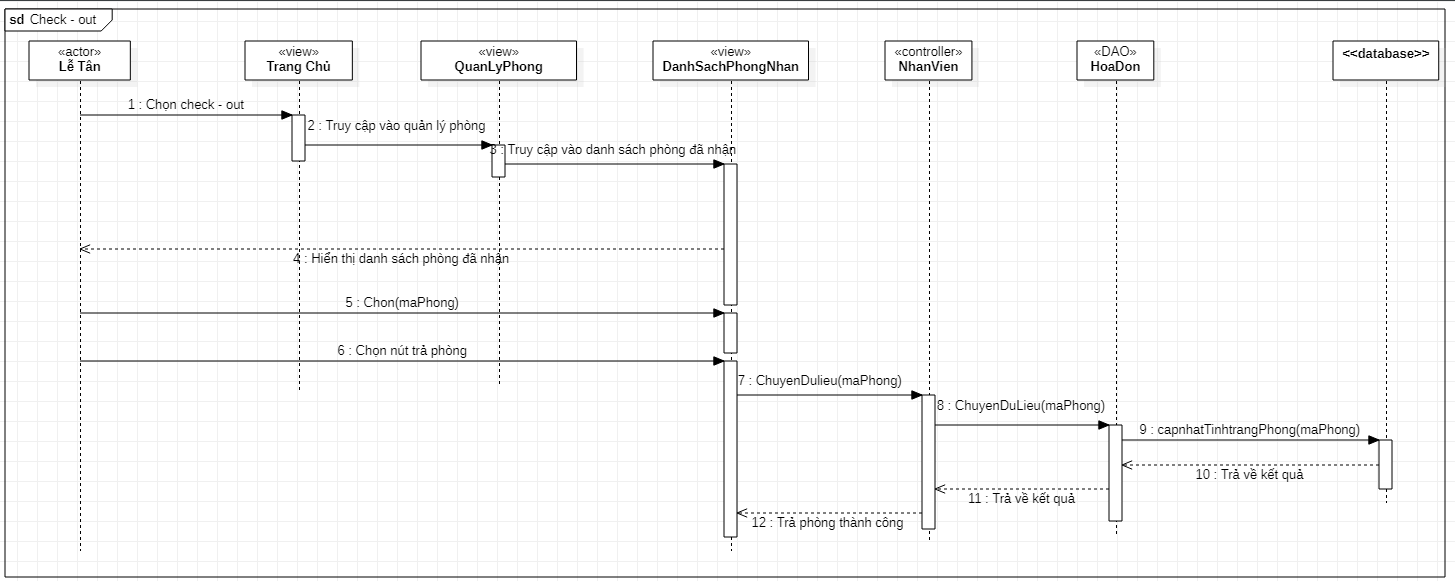 sd Check - out
«actor»
Lễ Tân
«view»
Trang Chủ
«view»
QuanLyPhong
«view»
DanhSachPhongNhan
«controller»
NhanVien
«DAO»
HoaDon
<<database>>
1 : Chọn check - out
2 : Truy cập vào quản lý phòng
3 : Truy cập vào danh sách phòng đã nhận
4 : Hiển thị danh sách phòng đã nhận
5 : Chon(maPhong)
6 : Chọn nút trả phòng
7 : ChuyenDulieu(maPhong)
8 : ChuyenDuLieu(maPhong)
9 : capnhatTinhtrangPhong(maPhong)
10 : Trả về kết quả
11 : Trả về kết quả
12 : Trả phòng thành công